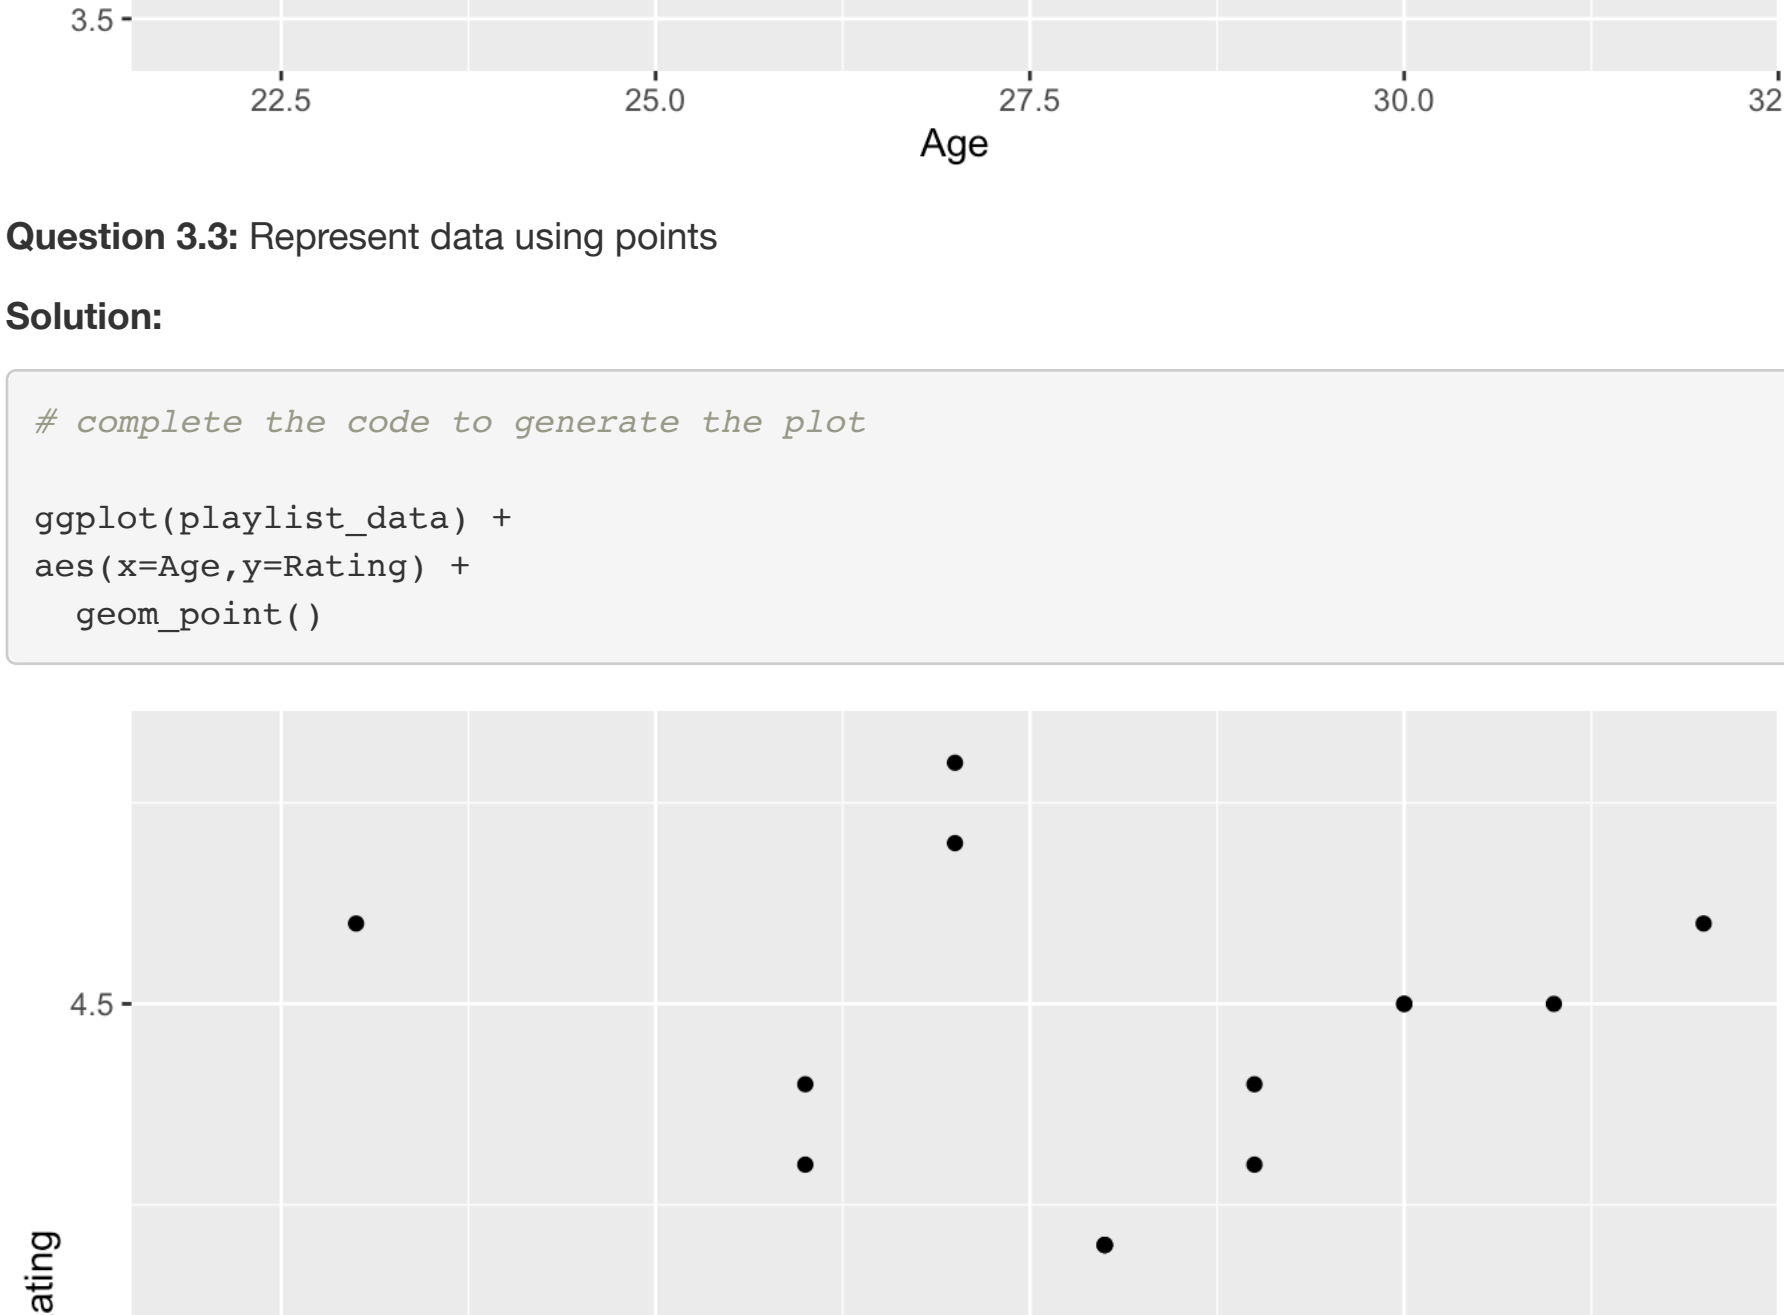 3.5
22.5 25.0 27.5 30.0 32
Age
Question 3.3: Represent data using points
Solution:
# complete the code to generate the plot
ggplot(playlist_data) +
aes(x=Age,y=Rating) +
  geom_point()
4.5
ating